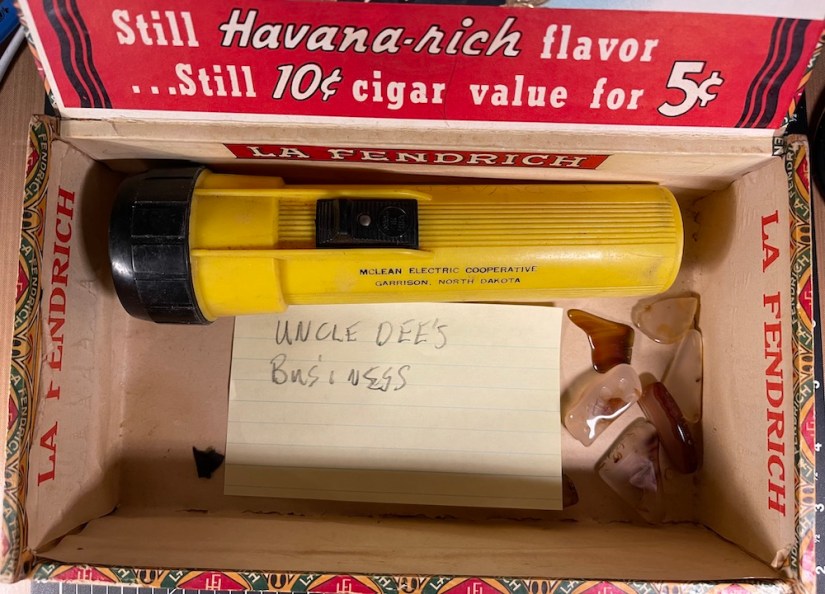 Still Havana-rich flavor
...Still 10¢ cigar value for 5¢
LA FENDRICH
LA FENDRICH
LA FENDRICH
MCLEAN ELECTRIC COOPERATIVE
GARRISON, NORTH DAKOTA
UNCLE DEE'S
BUSINESS